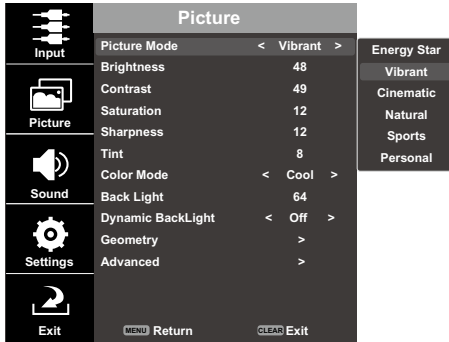 Input
Picture
Sound
Settings
Exit
Picture
Picture Mode < Vibrant >
Brightness 48
Contrast 49
Saturation 12
Sharpness 12
Tint 8
Color Mode < Cool >
Back Light 64
Dynamic BackLight < Off >
Geometry >
Advanced >
MENU Return CLEAR Exit
Energy Star
Vibrant
Cinematic
Natural
Sports
Personal